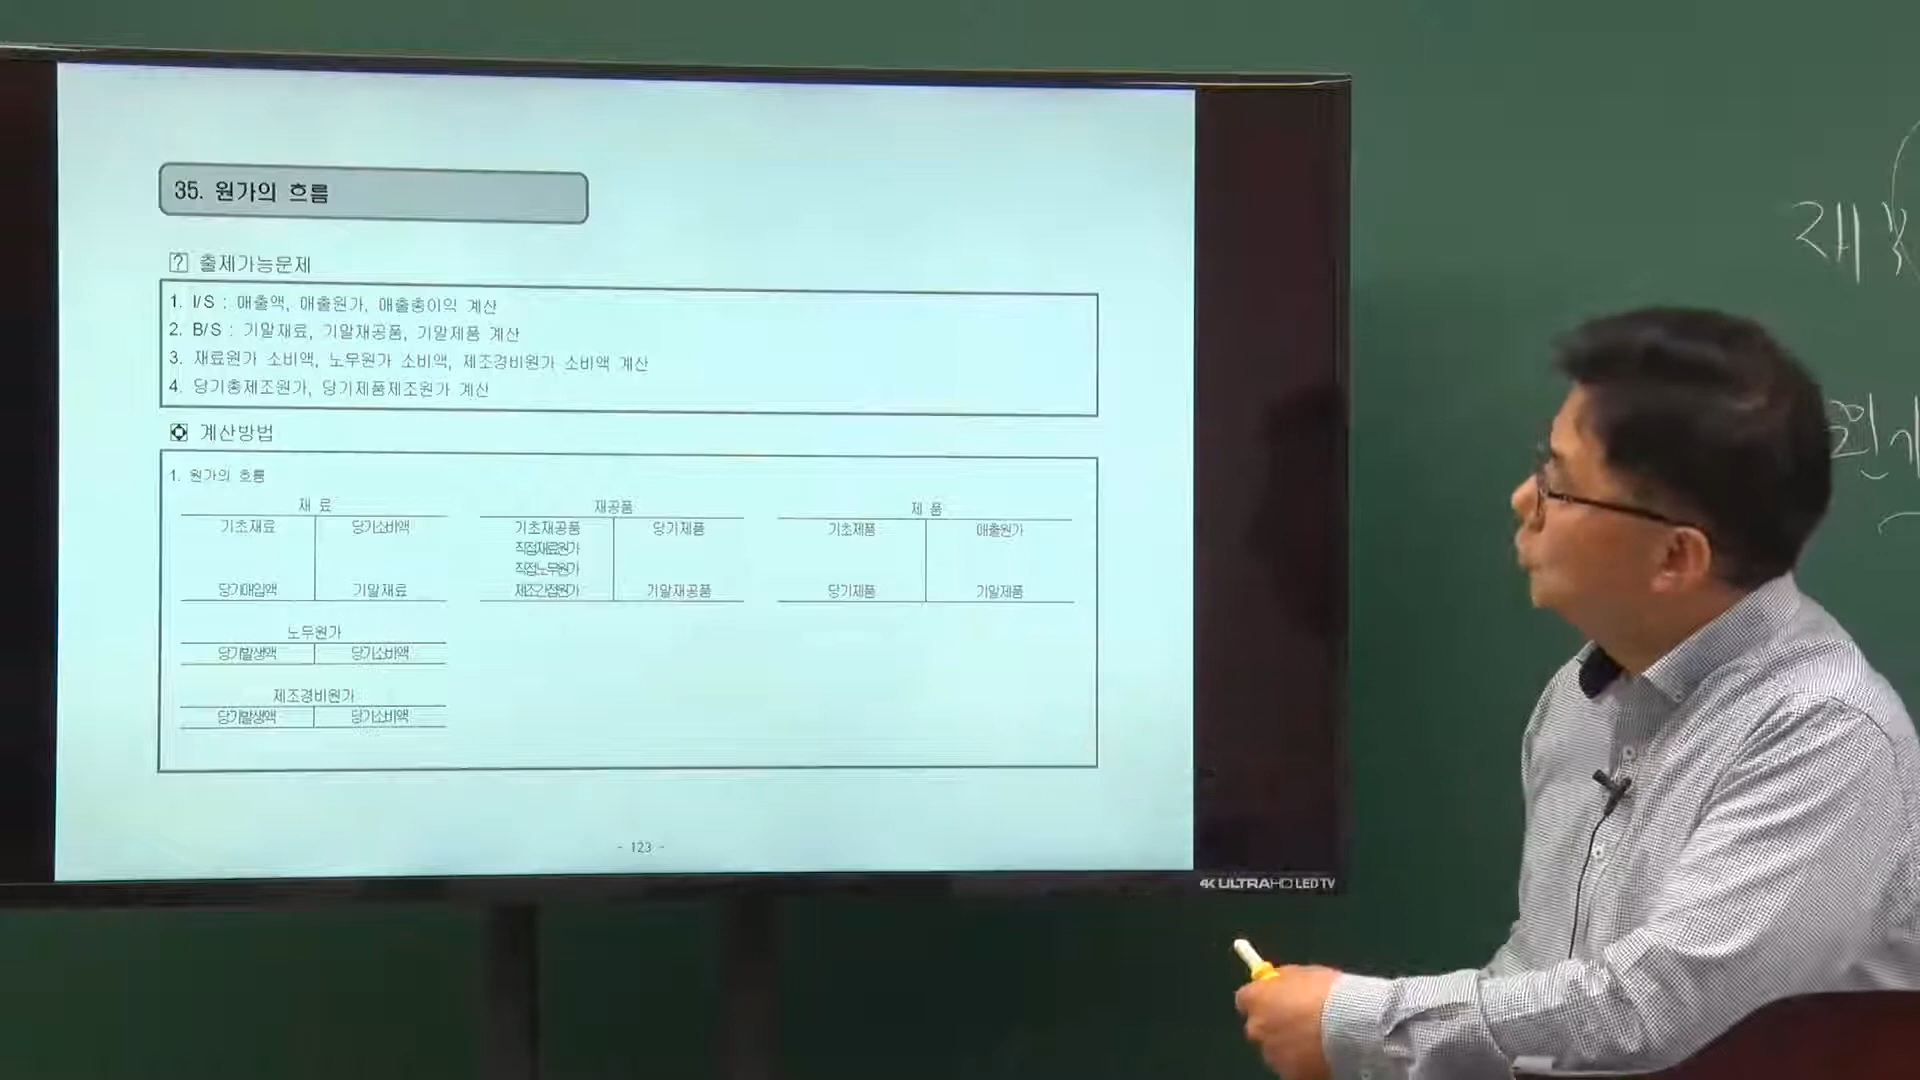 35. 원가의 흐름
? 출제가능문제
1. I/S : 매출액, 매출원가, 매출총이익 계산
2. B/S : 기말재료, 기말재공품, 기말제품 계산
3. 재료원가 소비액, 노무원가 소비액, 제조경비원가 소비액 계산
4. 당기총제조원가, 당기제품제조원가 계산
계산방법
1. 원가의 흐름
재 료 재공품 제 품
기초재료 당기소비액 기초재공품 당기제품 기초제품 매출원가
직접재료원가
직접노무원가
당기매입액 기말재료 제조간접원가 기말재공품 당기제품 기말제품
노무원가
당기발생액 당기소비액
제조경비원가
당기발생액 당기소비액
- 123 -
4K ULTRAHD LED TV